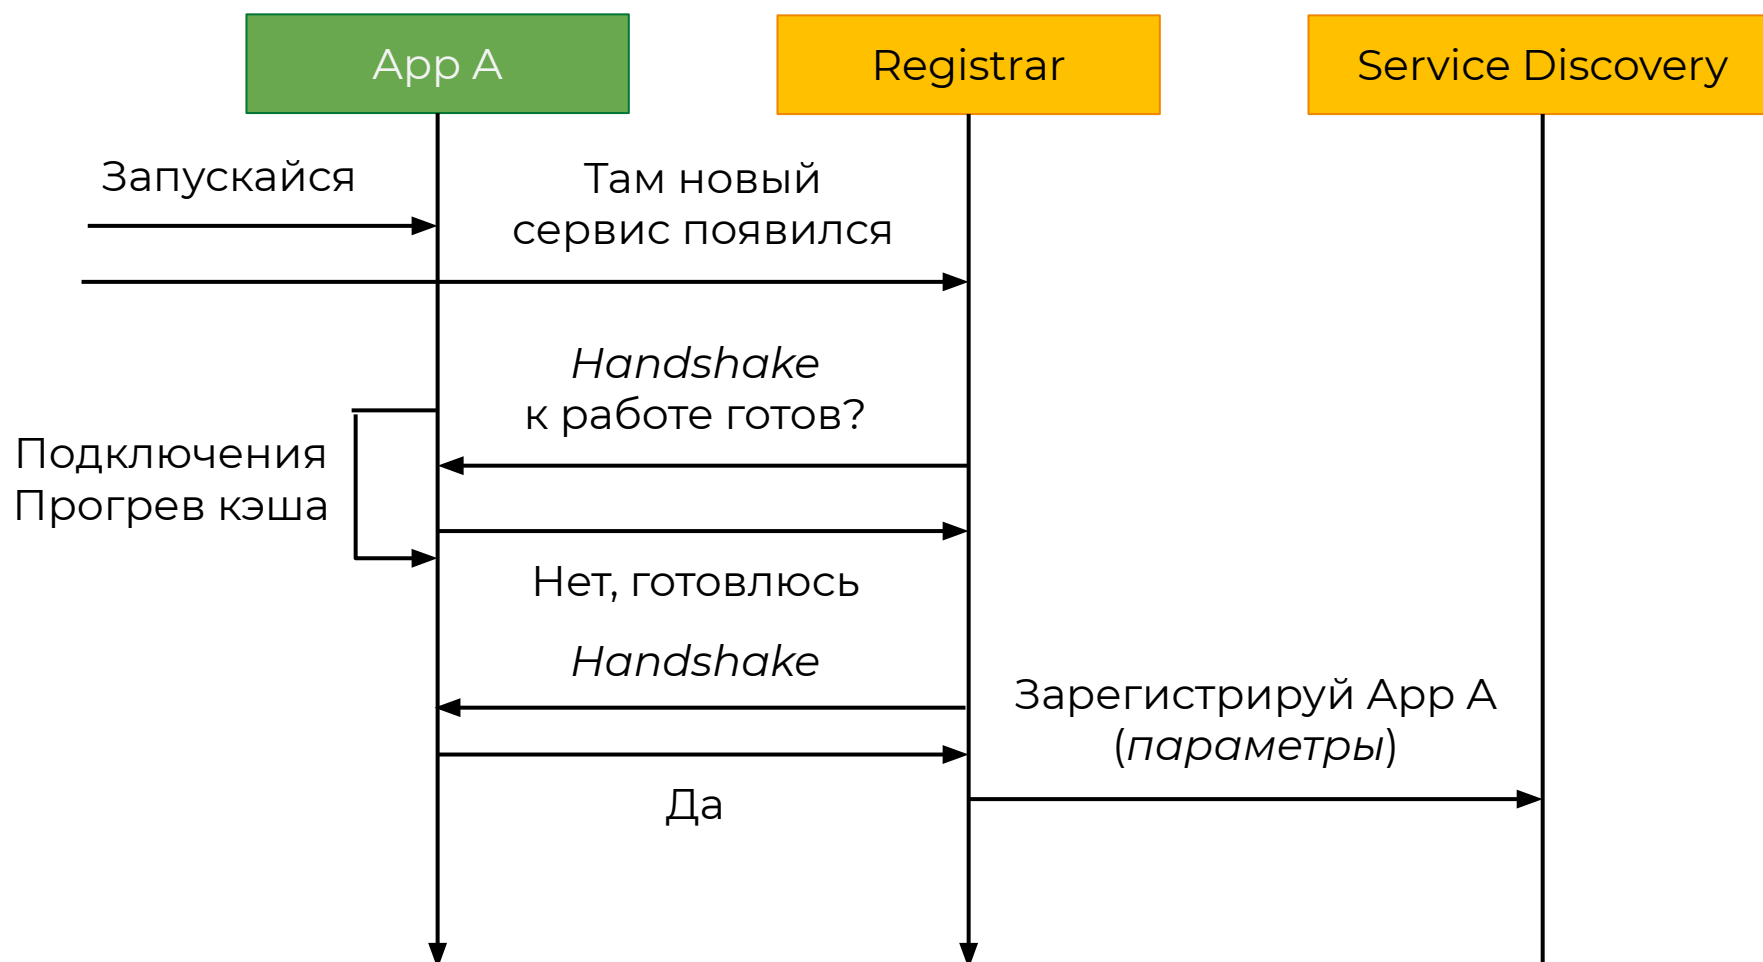 App A
Registrar
Service Discovery
Запускайся
Там новый
сервис появился
Handshake
к работе готов?
Подключения
Прогрев кэша
Нет, готовлюсь
Handshake
Зарегистрируй App A
(параметры)
Да